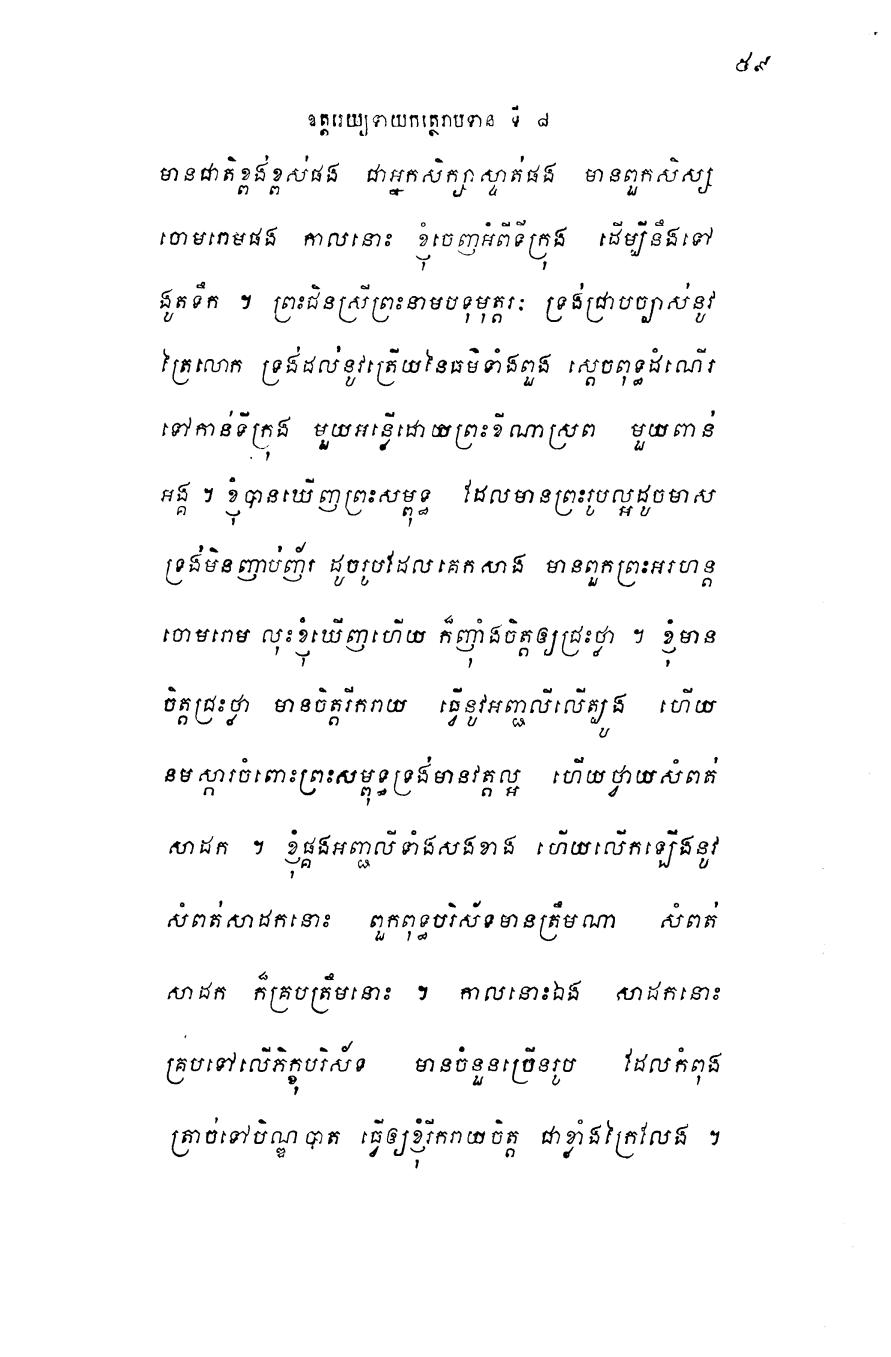 ៥៩
ឧត្តរេយ្យទាយកត្ថេរាបទាន ទី ៨
មានជាតិខ្ពង់ខ្ពស់ផង ជាអ្នកសិក្សាស្ទាត់ផង មានពួកសិស្ស
ចោមរោមផង កាលនោះ ខ្ញុំចេញអំពីទីក្រុង ដើម្បីនឹងទៅ
ងូតទឹក ។ ព្រះជិនស្រីព្រះនាមបទុមុត្តរៈ ទ្រង់ជ្រាបច្បាស់នូវ
ត្រៃលោក ទ្រង់ដល់នូវត្រើយនៃធម៌ទាំងពួង ស្តេចពុទ្ធដំណើរ
ទៅកាន់ទីក្រុង មួយអន្លើដោយព្រះខីណាស្រព មួយពាន់
អង្គ ។ ខ្ញុំបានឃើញព្រះសម្ពុទ្ធ ដែលមានព្រះរូបល្អដូចមាស
ទ្រង់មិនញាប់ញ័រ ដូចរូបដែលគេកសាង មានពួកព្រះអរហន្ត
ចោមរោម លុះខ្ញុំឃើញហើយ ក៏ញ៉ាំងចិត្តឲ្យជ្រះថ្លា ។ ខ្ញុំមាន
ចិត្តជ្រះថ្លា មានចិត្តរីករាយ ធ្វើនូវអញ្ជលីលើត្បូង ហើយ
នមស្ការចំពោះព្រះសម្ពុទ្ធទ្រង់មានវត្តល្អ ហើយថ្វាយសំពត់
សាដក ។ ខ្ញុំផ្គងអញ្ជលីទាំងសងខាង ហើយលើកឡើងនូវ
សំពត់សាដកនោះ ពួកពុទ្ធបរិស័ទមានត្រឹមណា សំពត់
សាដក ក៏គ្របត្រឹមនោះ ។ កាលនោះឯង សាដកនោះ
គ្របទៅលើភិក្ខុបរិស័ទ មានចំនួនច្រើនរូប ដែលកំពុង
ត្រាច់ទៅបិណ្ឌបាត ធ្វើឲ្យខ្ញុំរីករាយចិត្ត ជាខ្លាំងក្រៃលែង ។